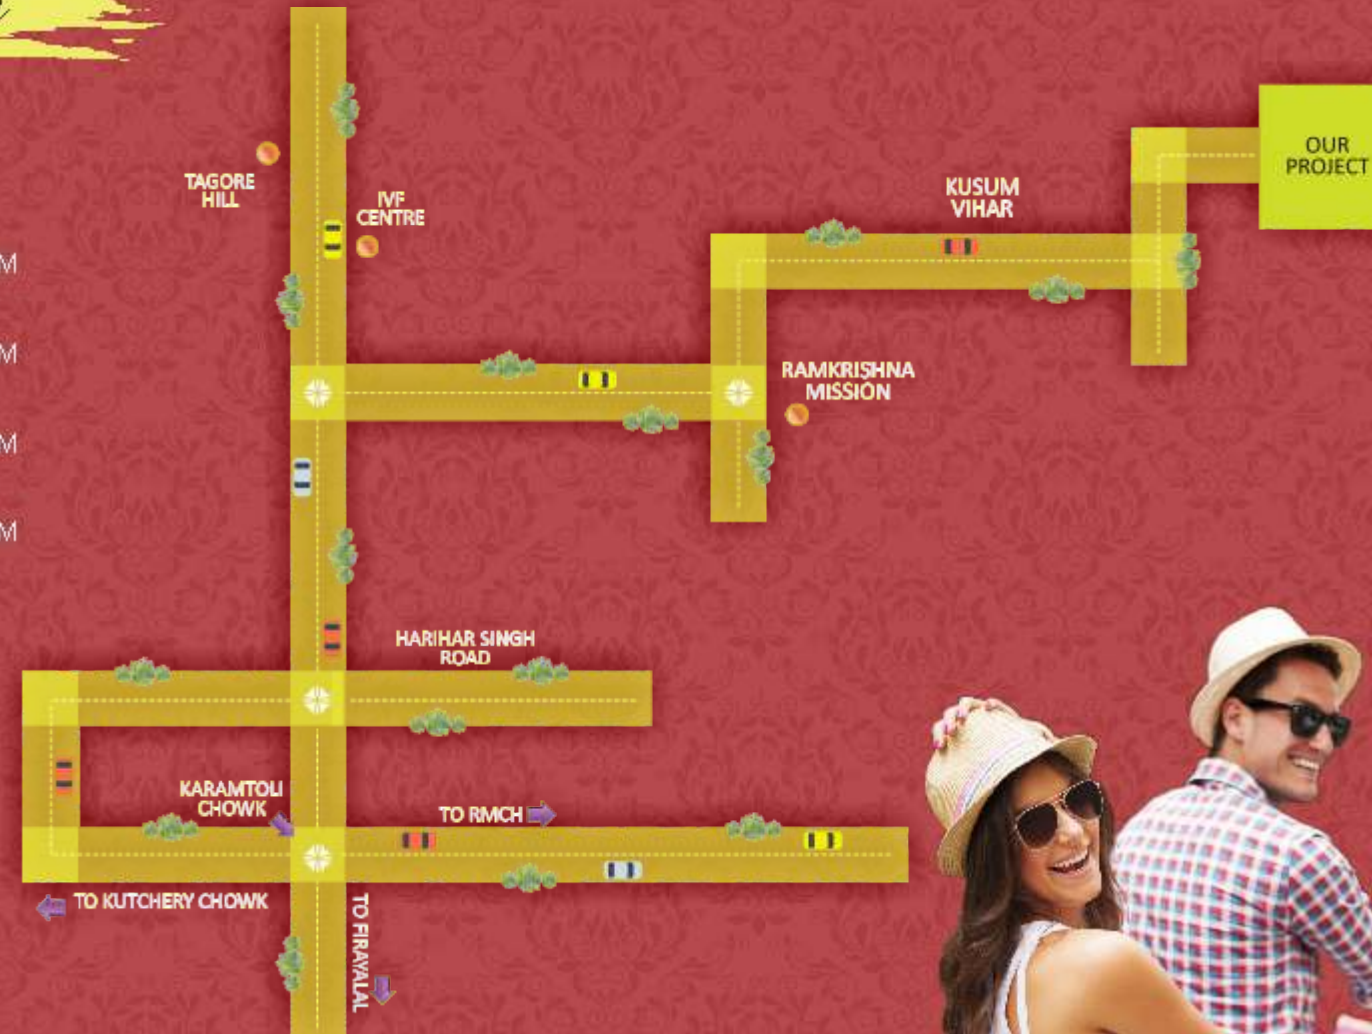 OUR
PROJECT
KUSUM
VIHAR
TAGORE
HILL
IVF
CENTRE
M
M
RAMKRISHNA
MISSION
M
M
HARIHAR SINGH
ROAD
KARAMTOLI
CHOWK
TO RMCH
TO KUTCHERY CHOWK
TO FIRAYALAL